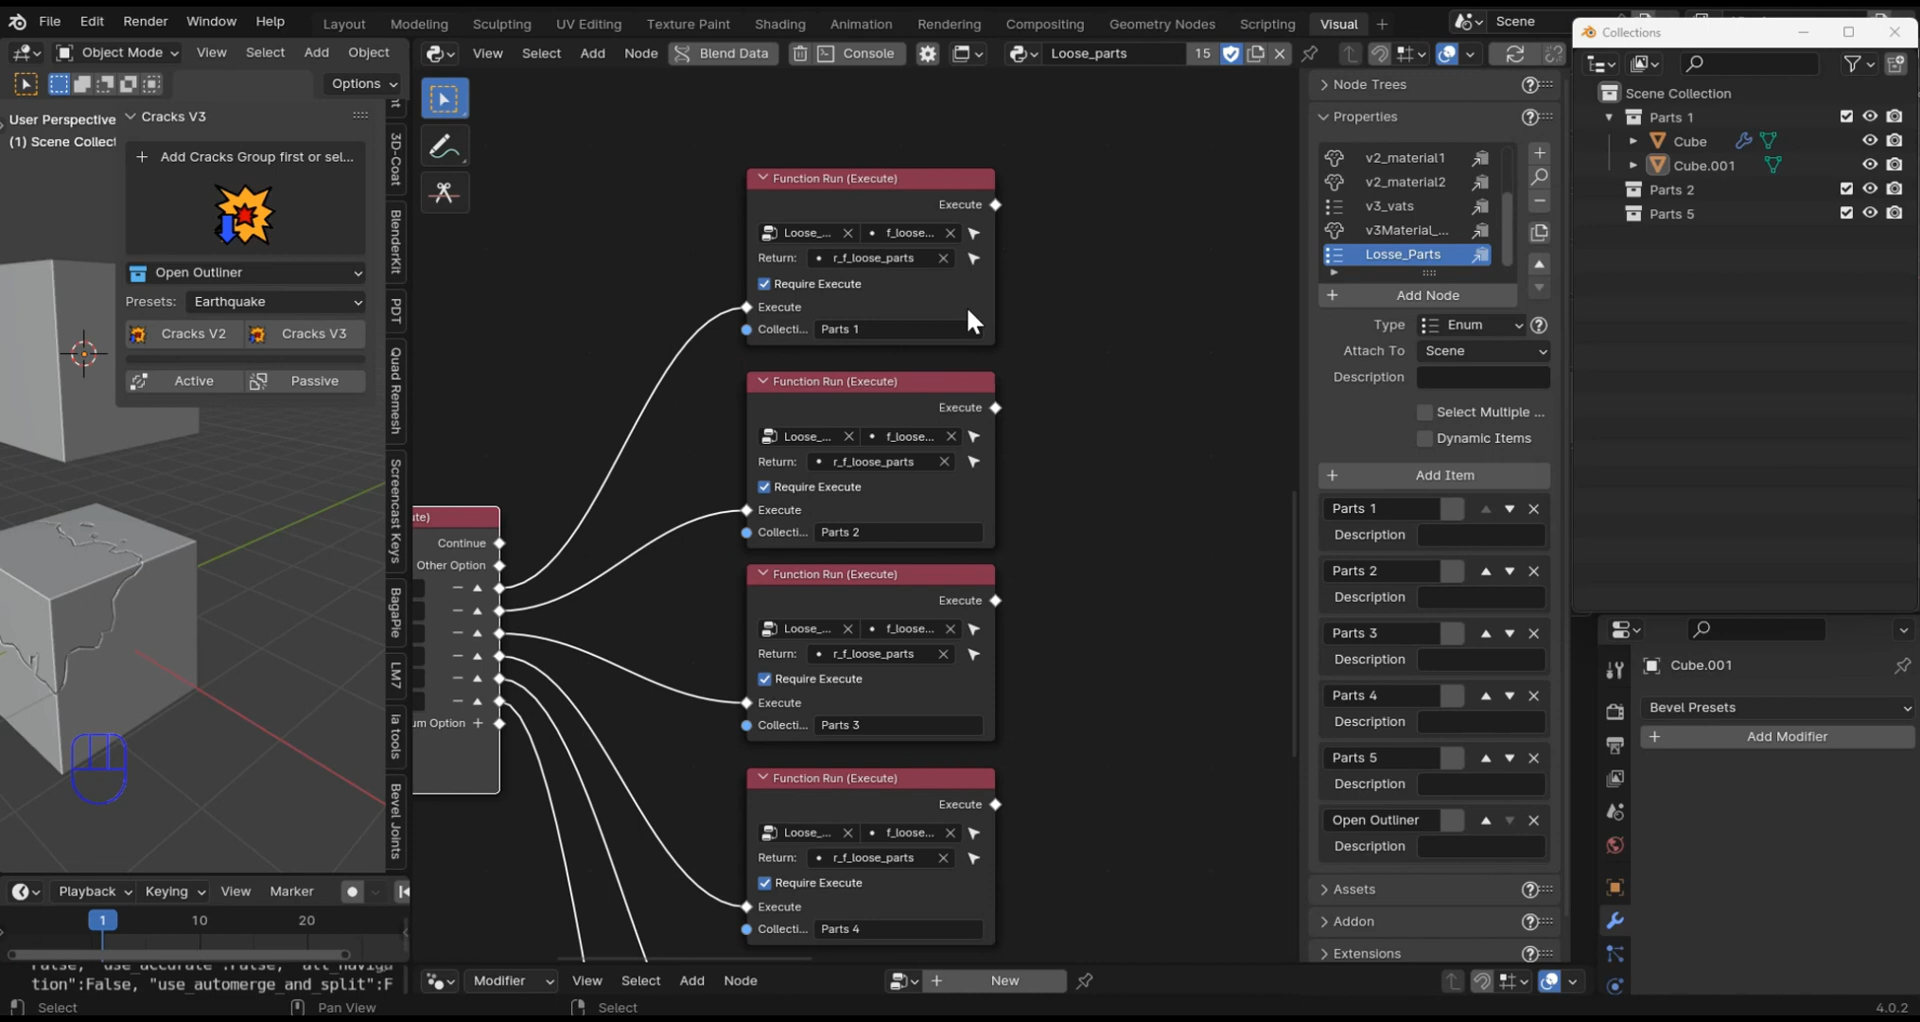 File Edit Render Window Help Layout Modeling Sculpting UV Editing Texture Paint Shading Animation Rendering Compositing Geometry Nodes Scripting Visual + Scene
Object Mode View Select Add Object
Options
User Perspective
(1) Scene Collect
Cracks V3
+ Add Cracks Group first or sel...
Open Outliner
Presets: Earthquake
Cracks V2 Cracks V3
Active Passive
3D-Coat
BlenderKit
PDT
Quad Remesh
Screencast Keys
BagaPie
LM7
Ia tools
Bevel Joints
View Select Add Node Blend Data Console Loose_parts 15
Function Run (Execute)
Execute
Loose_... f_loose...
Return: r_f_loose_parts
Require Execute
Execute
Collecti... Parts 1
Function Run (Execute)
Execute
Loose_... f_loose...
Return: r_f_loose_parts
Require Execute
Execute
Collecti... Parts 2
Function Run (Execute)
Execute
Loose_... f_loose...
Return: r_f_loose_parts
Require Execute
Execute
Collecti... Parts 3
Function Run (Execute)
Execute
Loose_... f_loose...
Return: r_f_loose_parts
Require Execute
Execute
Collecti... Parts 4
Continue
Other Option
um Option +
Node Trees
Properties
v2_material1
v2_material2
v3_vats
v3Material_...
Losse_Parts
+ Add Node
Type Enum
Attach To Scene
Description
Select Multiple ...
Dynamic Items
+ Add Item
Parts 1
Description
Parts 2
Description
Parts 3
Description
Parts 4
Description
Parts 5
Description
Open Outliner
Description
Assets
Addon
Extensions
Collections
Scene Collection
Parts 1
Cube
Cube.001
Parts 2
Parts 5
Cube.001
Bevel Presets
+ Add Modifier
Playback Keying View Marker
1 10 20
tion":False, "use_automerge_and_split":F
Modifier View Select Add Node + New
Select Pan View Select 4.0.2